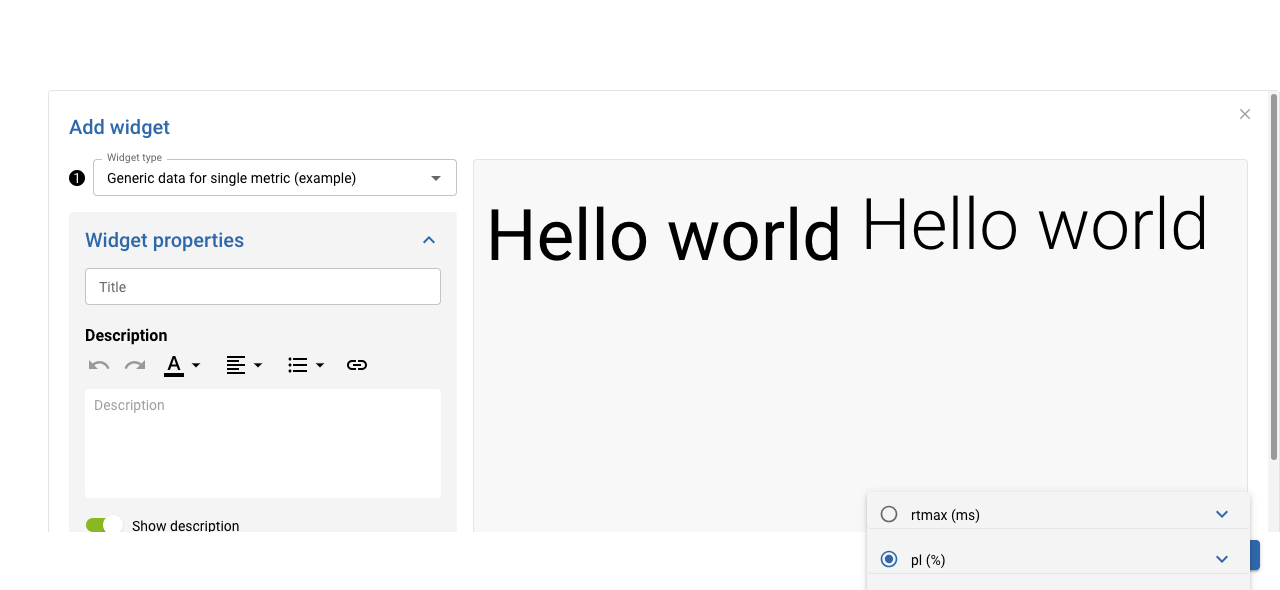 Add widget
Widget type
1 Generic data for single metric (example)
Hello world Hello world
Widget properties
Title
Description
A
Description
Show description
rtmax (ms)
pl (%)